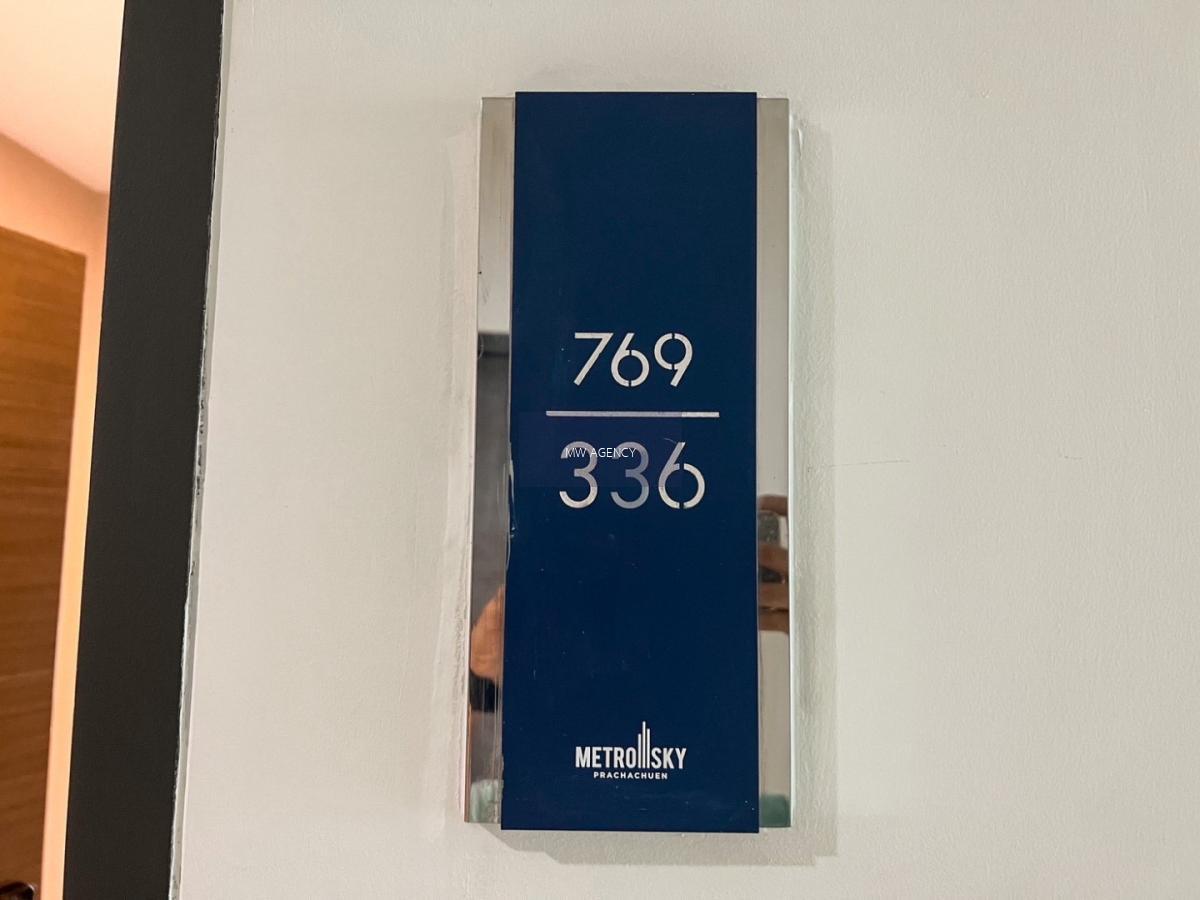 769
336
MW AGENCY
METRO SKY
PRACHACHUEN